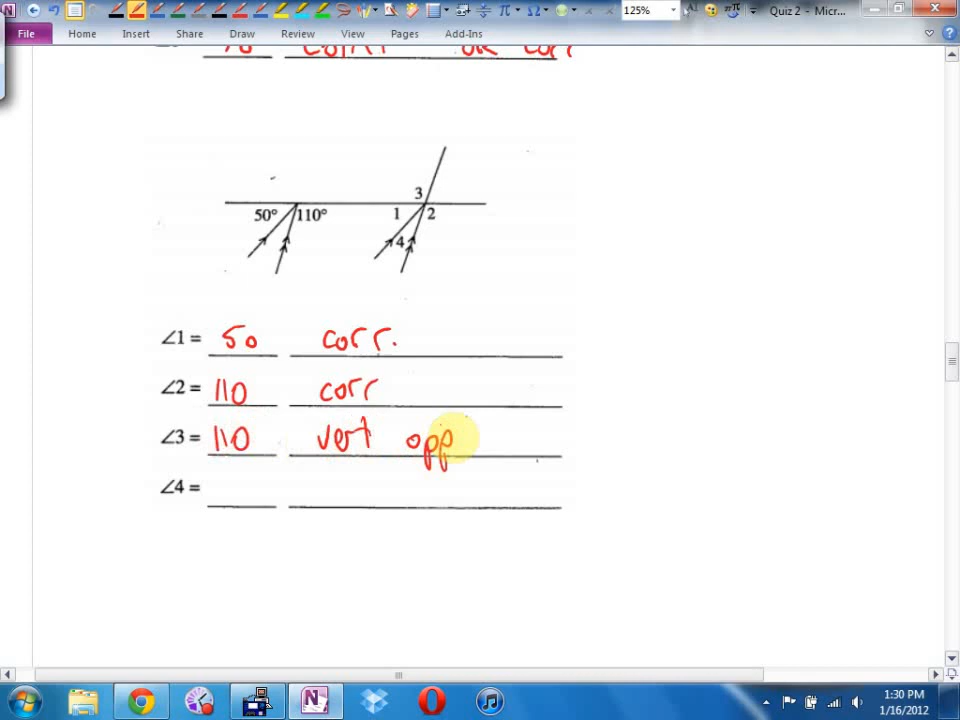 125%
Quiz 2 - Micr...
File Home Insert Draw Review Share View Pages Add-Ins
3
50° 110° 1 2
4
∠1 = 50 corr.
∠2 = 110 corr
∠3 = 110 vert opp
∠4 =
1:30 PM
1/16/2012